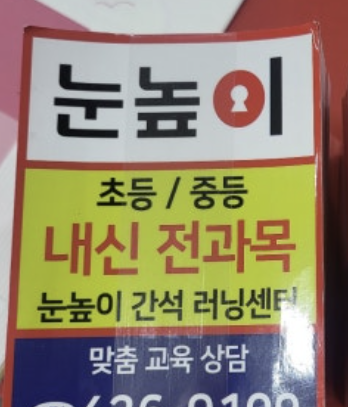 눈높이
초등 / 중등
내신 전과목
눈높이 간석 러닝센터
맞춤 교육 상담